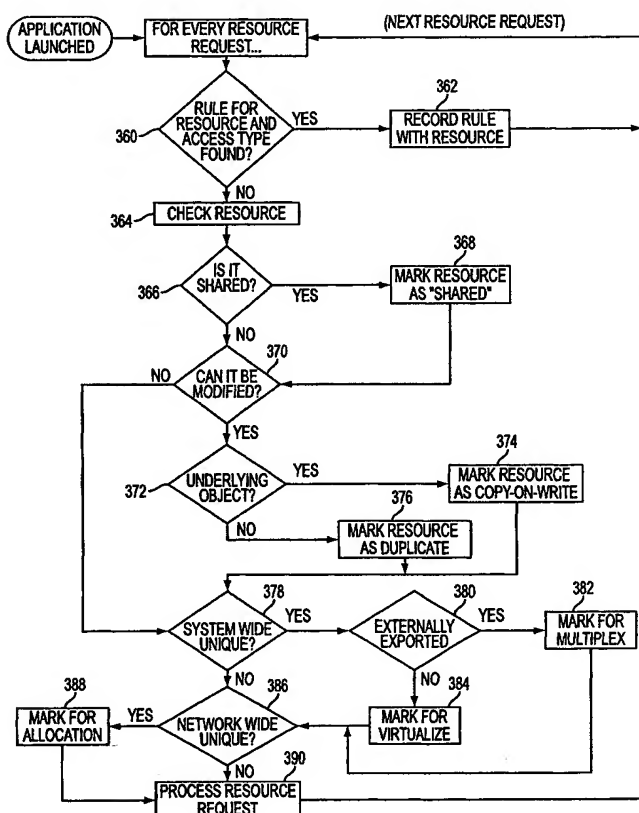 APPLICATION
LAUNCHED
FOR EVERY RESOURCE
REQUEST...
(NEXT RESOURCE REQUEST)
360
RULE FOR
RESOURCE AND
ACCESS TYPE
FOUND?
YES
362
RECORD RULE
WITH RESOURCE
NO
364
CHECK RESOURCE
366
IS IT
SHARED?
YES
368
MARK RESOURCE
AS "SHARED"
NO
370
NO
CAN IT BE
MODIFIED?
YES
372
UNDERLYING
OBJECT?
YES
374
MARK RESOURCE
AS COPY-ON-WRITE
NO
376
MARK RESOURCE
AS DUPLICATE
378
SYSTEM WIDE
UNIQUE?
YES
380
EXTERNALLY
EXPORTED
YES
382
MARK FOR
MULTIPLEX
NO
NO
384
MARK FOR
VIRTUALIZE
386
NETWORK WIDE
UNIQUE?
YES
388
MARK FOR
ALLOCATION
NO
390
PROCESS RESOURCE
REQUEST